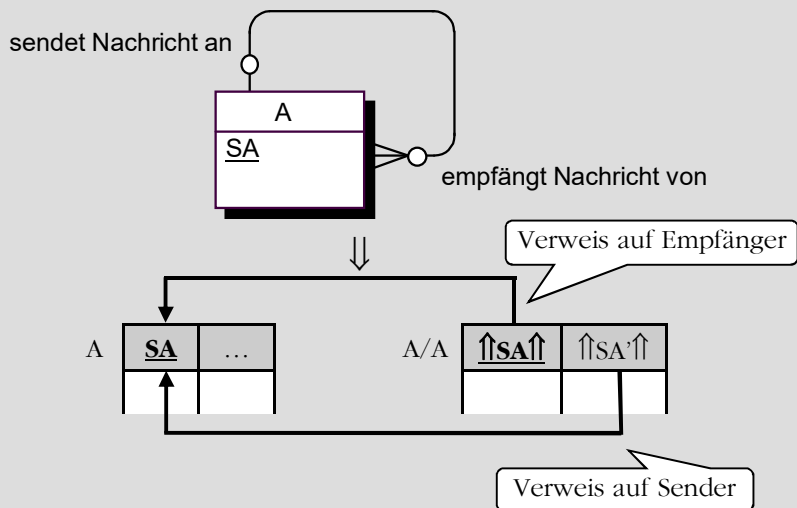 sendet Nachricht an
A
SA
empfängt Nachricht von
⇓
Verweis auf Empfänger
A SA … A/A ⇑SA⇑ ⇑SA'⇑
Verweis auf Sender